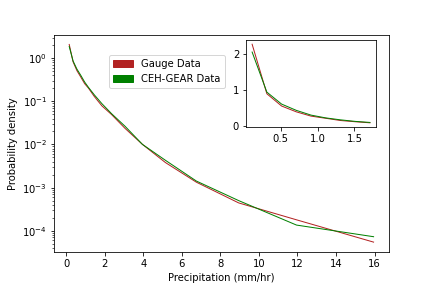 Gauge Data
CEH-GEAR Data
Probability density
10⁰
10⁻¹
10⁻²
10⁻³
10⁻⁴
0 2 4 6 8 10 12 14 16
Precipitation (mm/hr)
2
1
0
0.5 1.0 1.5